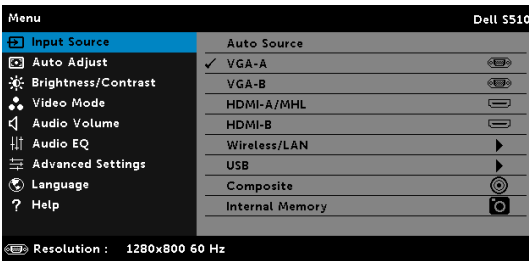 Menu Dell S510
Input Source
Auto Adjust
Brightness/Contrast
Video Mode
Audio Volume
Audio EQ
Advanced Settings
Language
? Help
Auto Source
✓ VGA-A
VGA-B
HDMI-A/MHL
HDMI-B
Wireless/LAN
USB
Composite
Internal Memory
Resolution : 1280x800 60 Hz